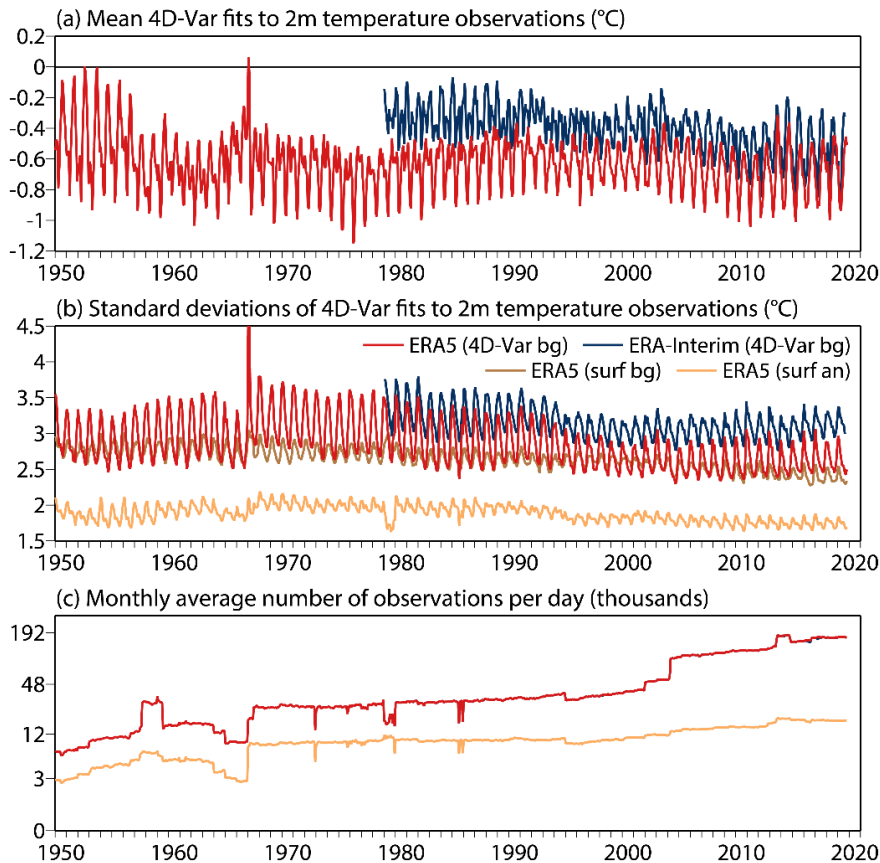 (a) Mean 4D-Var fits to 2m temperature observations (°C)
0.2
0
-0.2
-0.4
-0.6
-0.8
-1
-1.2
1950 1960 1970 1980 1990 2000 2010 2020
(b) Standard deviations of 4D-Var fits to 2m temperature observations (°C)
4.5
4
3.5
3
2.5
2
1.5
ERA5 (4D-Var bg) ERA-Interim (4D-Var bg)
ERA5 (surf bg) ERA5 (surf an)
1950 1960 1970 1980 1990 2000 2010 2020
(c) Monthly average number of observations per day (thousands)
192
48
12
3
0
1950 1960 1970 1980 1990 2000 2010 2020